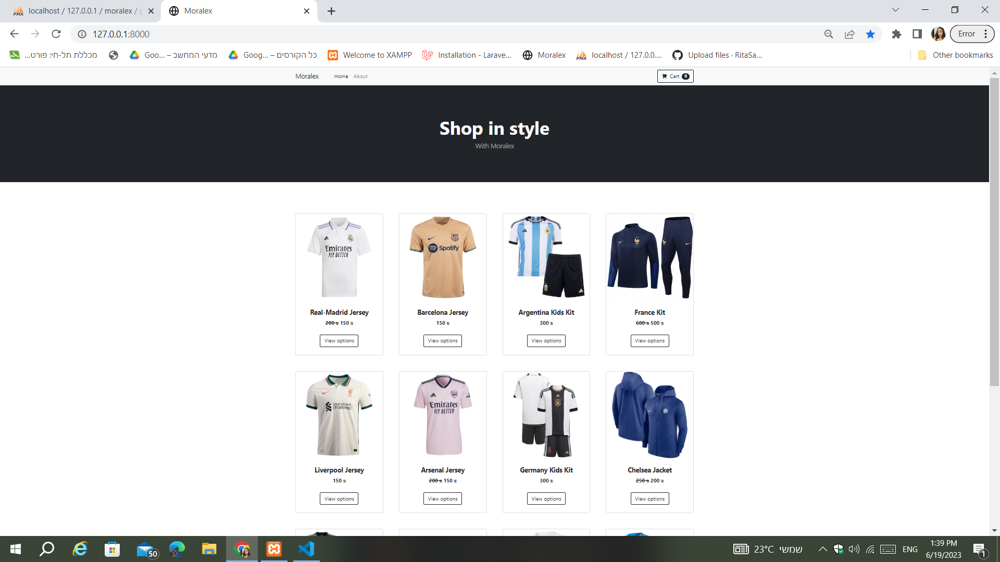 localhost / 127.0.0.1 / moralex / p
Moralex
127.0.0.1:8000
Error
מכללת תל-חי: פורט...
מדעי המחשב – Goo...
כל הקורסים – Goog...
Welcome to XAMPP
Installation - Larave...
Moralex
localhost / 127.0.0....
Upload files · RitaSa...
Other bookmarks
Moralex Home About
Cart 0
Shop in style
With Moralex
Emirates
FLY BETTER
Spotify
Real-Madrid Jersey
Barcelona Jersey
Argentina Kids Kit
France Kit
200 ₪ 150 ₪
150 ₪
300 ₪
600 ₪ 500 ₪
View options
View options
View options
View options
standard
chartered
Emirates
FLY BETTER
Liverpool Jersey
Arsenal Jersey
Germany Kids Kit
Chelsea Jacket
150 ₪
200 ₪ 150 ₪
300 ₪
250 ₪ 200 ₪
View options
View options
View options
View options
50
23°C שמשי
ENG
1:39 PM
6/19/2023
1